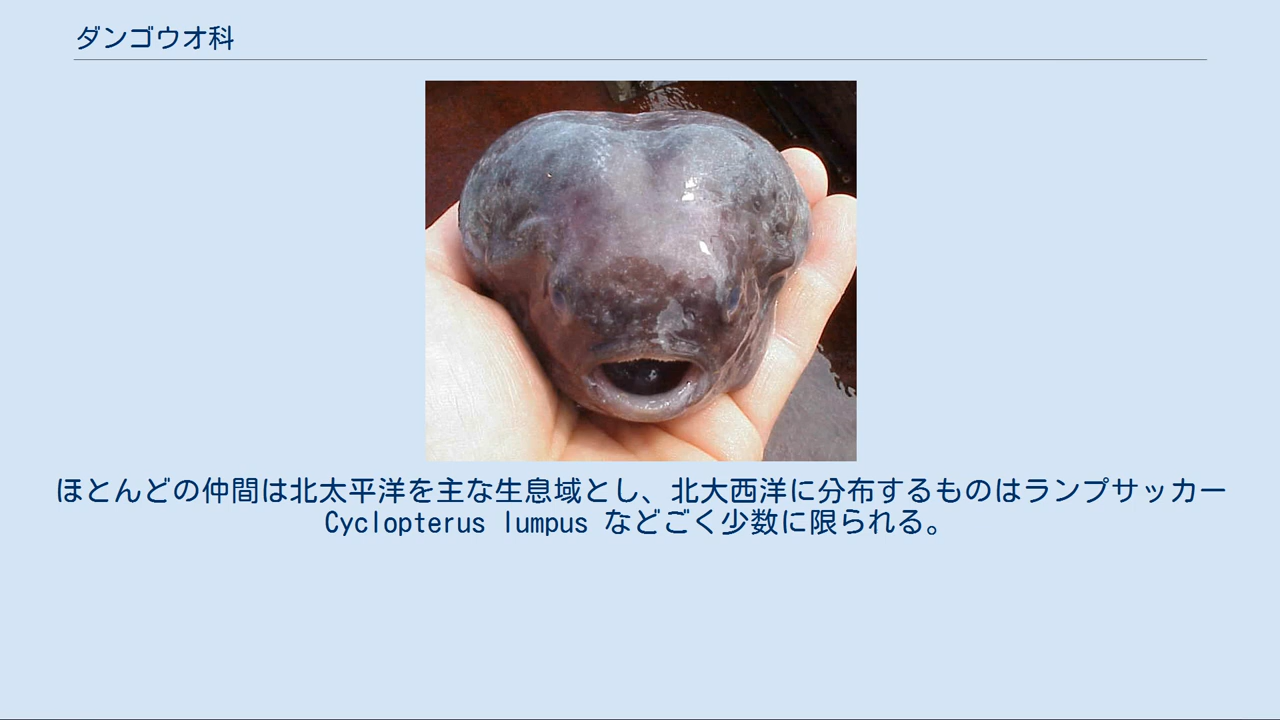 ダンゴウオ科
ほとんどの仲間は北太平洋を主な生息域とし、北大西洋に分布するものはランプサッカー
Cyclopterus lumpus などごく少数に限られる。